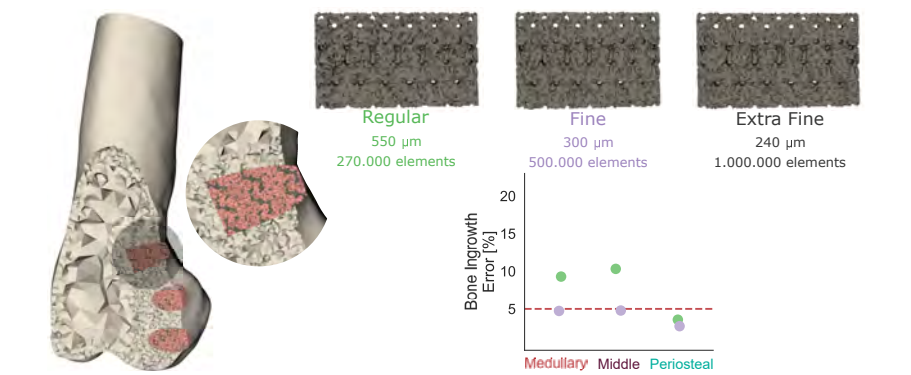 Regular
550 µm
270.000 elements
Fine
300 µm
500.000 elements
Extra Fine
240 µm
1.000.000 elements
Bone Ingrowth
Error [%]
20
15
10
5
Medullary Middle Periosteal